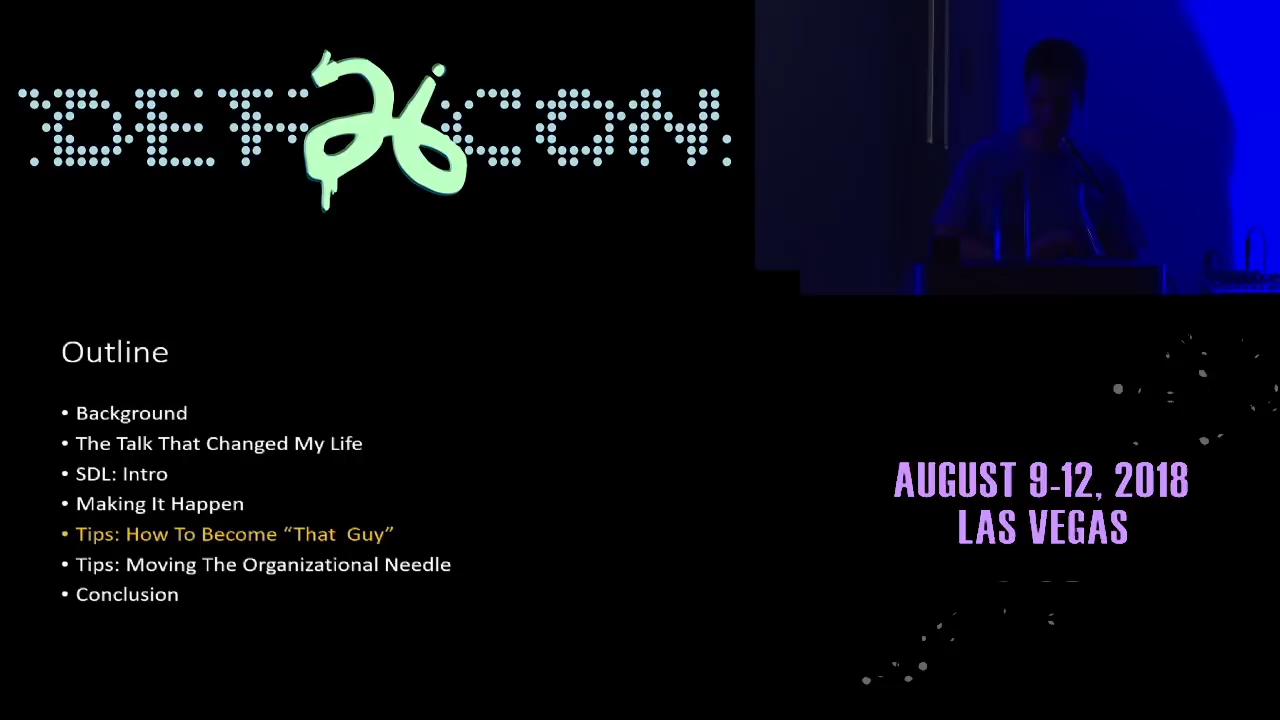 DEF 26 CON
Outline
• Background
• The Talk That Changed My Life
• SDL: Intro
• Making It Happen
• Tips: How To Become “That Guy”
• Tips: Moving The Organizational Needle
• Conclusion
AUGUST 9-12, 2018
LAS VEGAS